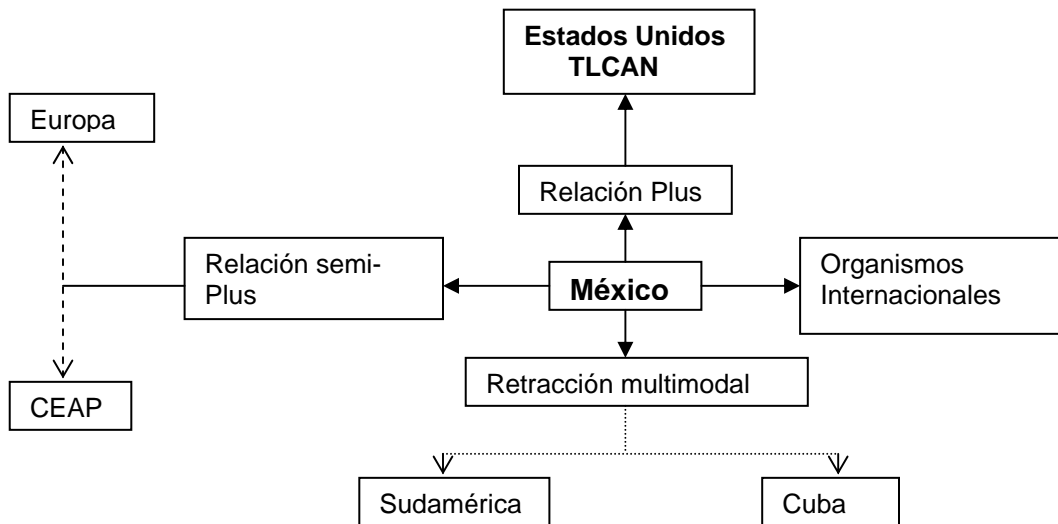 Estados Unidos
TLCAN
Europa
Relación Plus
Relación semi-
Plus
México
Organismos
Internacionales
Retracción multimodal
CEAP
Sudamérica
Cuba